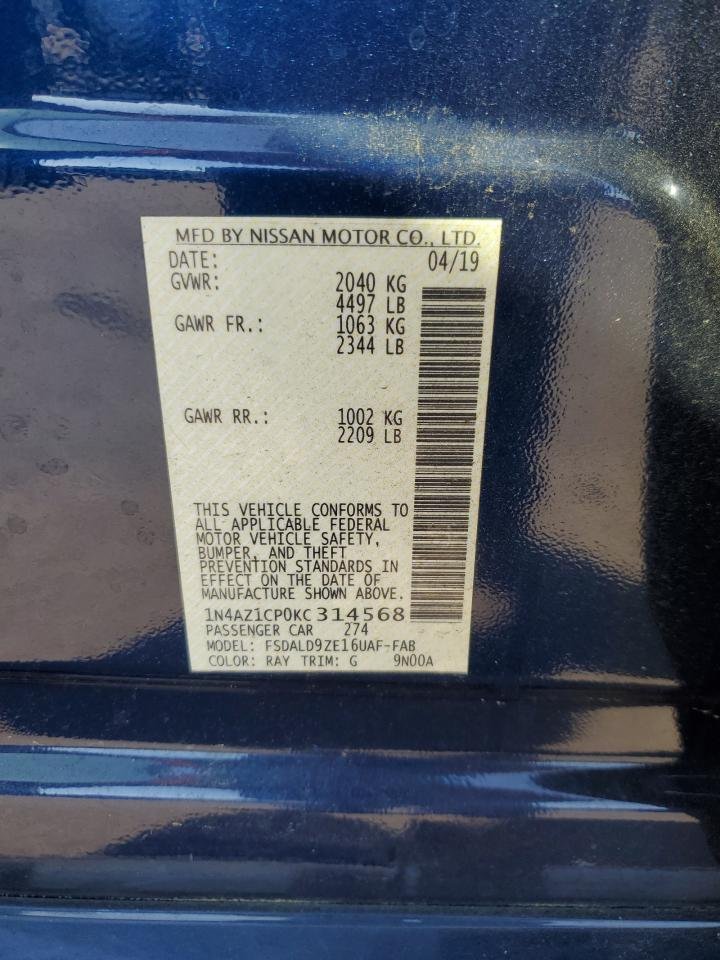 MFD BY NISSAN MOTOR CO., LTD.
DATE: 04/19
GVWR: 2040 KG
4497 LB
GAWR FR.: 1063 KG
2344 LB
GAWR RR.: 1002 KG
2209 LB
THIS VEHICLE CONFORMS TO
ALL APPLICABLE FEDERAL
MOTOR VEHICLE SAFETY,
BUMPER, AND THEFT
PREVENTION STANDARDS IN
EFFECT ON THE DATE OF
MANUFACTURE SHOWN ABOVE.
1N4AZ1CP0KC314568
PASSENGER CAR 274
MODEL: FSDALD9ZE16UAF-FAB
COLOR: RAY TRIM: G 9N00A